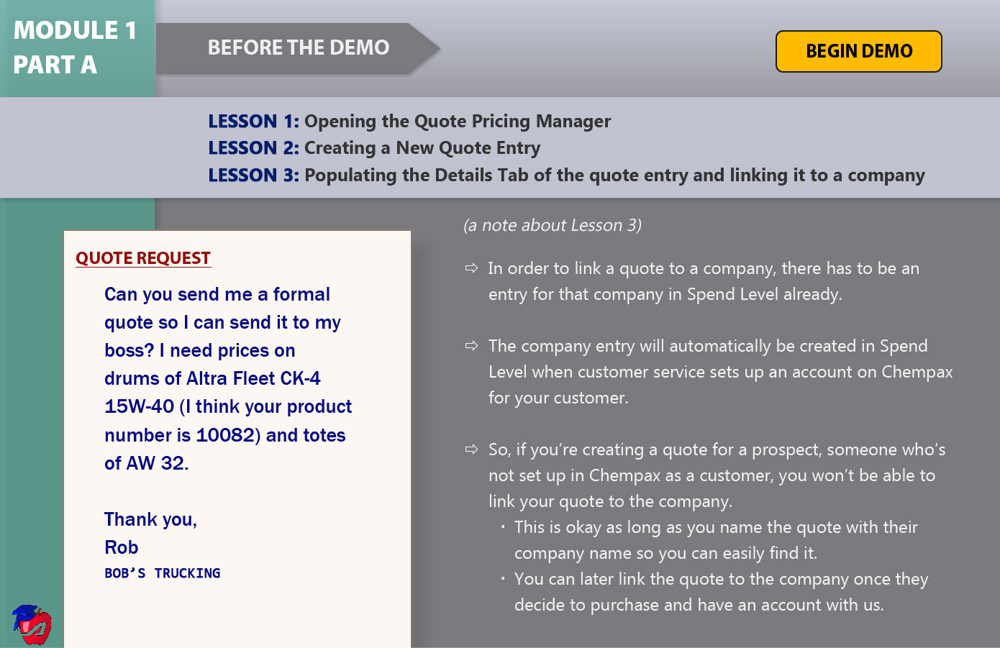 MODULE 1
PART A
BEFORE THE DEMO
BEGIN DEMO
LESSON 1: Opening the Quote Pricing Manager
LESSON 2: Creating a New Quote Entry
LESSON 3: Populating the Details Tab of the quote entry and linking it to a company
QUOTE REQUEST
Can you send me a formal
quote so I can send it to my
boss? I need prices on
drums of Altra Fleet CK-4
15W-40 (I think your product
number is 10082) and totes
of AW 32.
Thank you,
Rob
BOB’S TRUCKING
(a note about Lesson 3)
⇨ In order to link a quote to a company, there has to be an
entry for that company in Spend Level already.
⇨ The company entry will automatically be created in Spend
Level when customer service sets up an account on Chempax
for your customer.
⇨ So, if you’re creating a quote for a prospect, someone who’s
not set up in Chempax as a customer, you won’t be able to
link your quote to the company.
▪ This is okay as long as you name the quote with their
company name so you can easily find it.
▪ You can later link the quote to the company once they
decide to purchase and have an account with us.